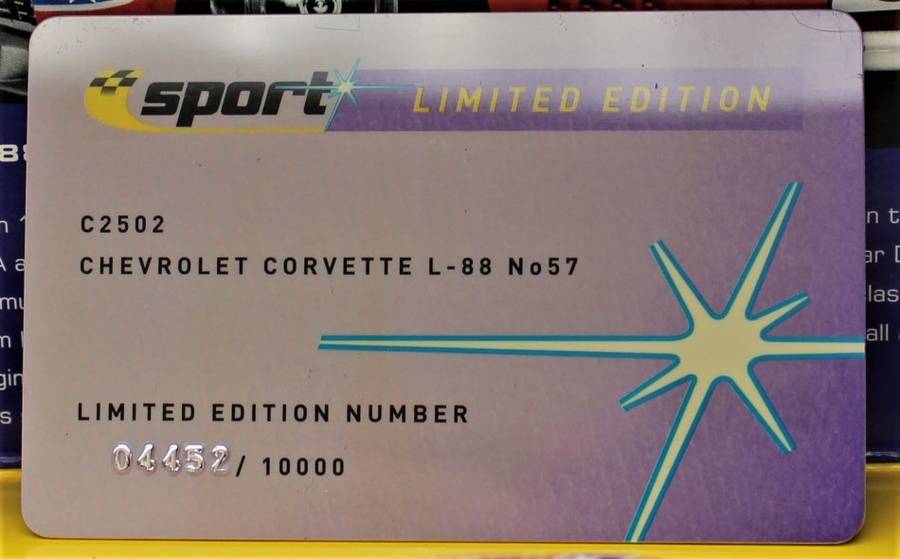 sport LIMITED EDITION
C2502
CHEVROLET CORVETTE L-88 No57
LIMITED EDITION NUMBER
04452/ 10000